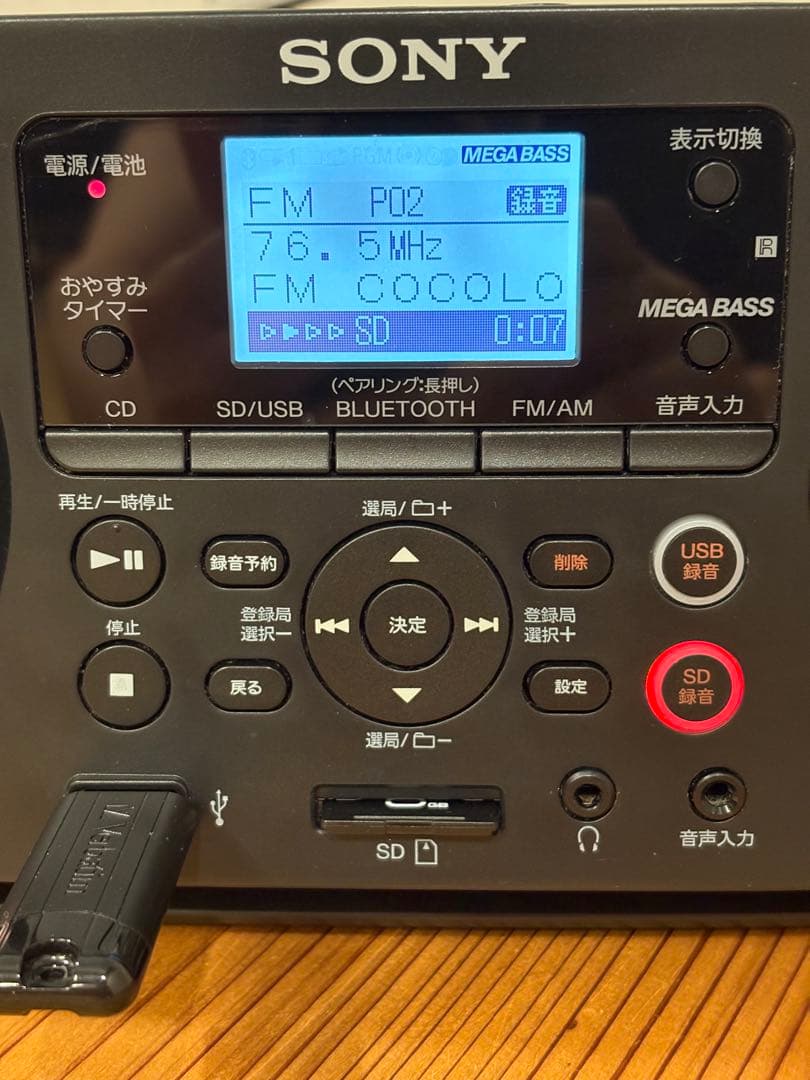 SONY
電源/電池
表示切換
MEGA BASS
FM P02 録音
76.5MHz
FM COCOLO
SD 0:07
おやすみ
タイマー
MEGA BASS
(ペアリング:長押し)
CD
SD/USB
BLUETOOTH
FM/AM
音声入力
再生/一時停止
選局/ +
録音予約
削除
USB
録音
登録局
選択−
決定
登録局
選択+
停止
戻る
設定
SD
録音
選局/ −
Verbatim
GB
SD
音声入力